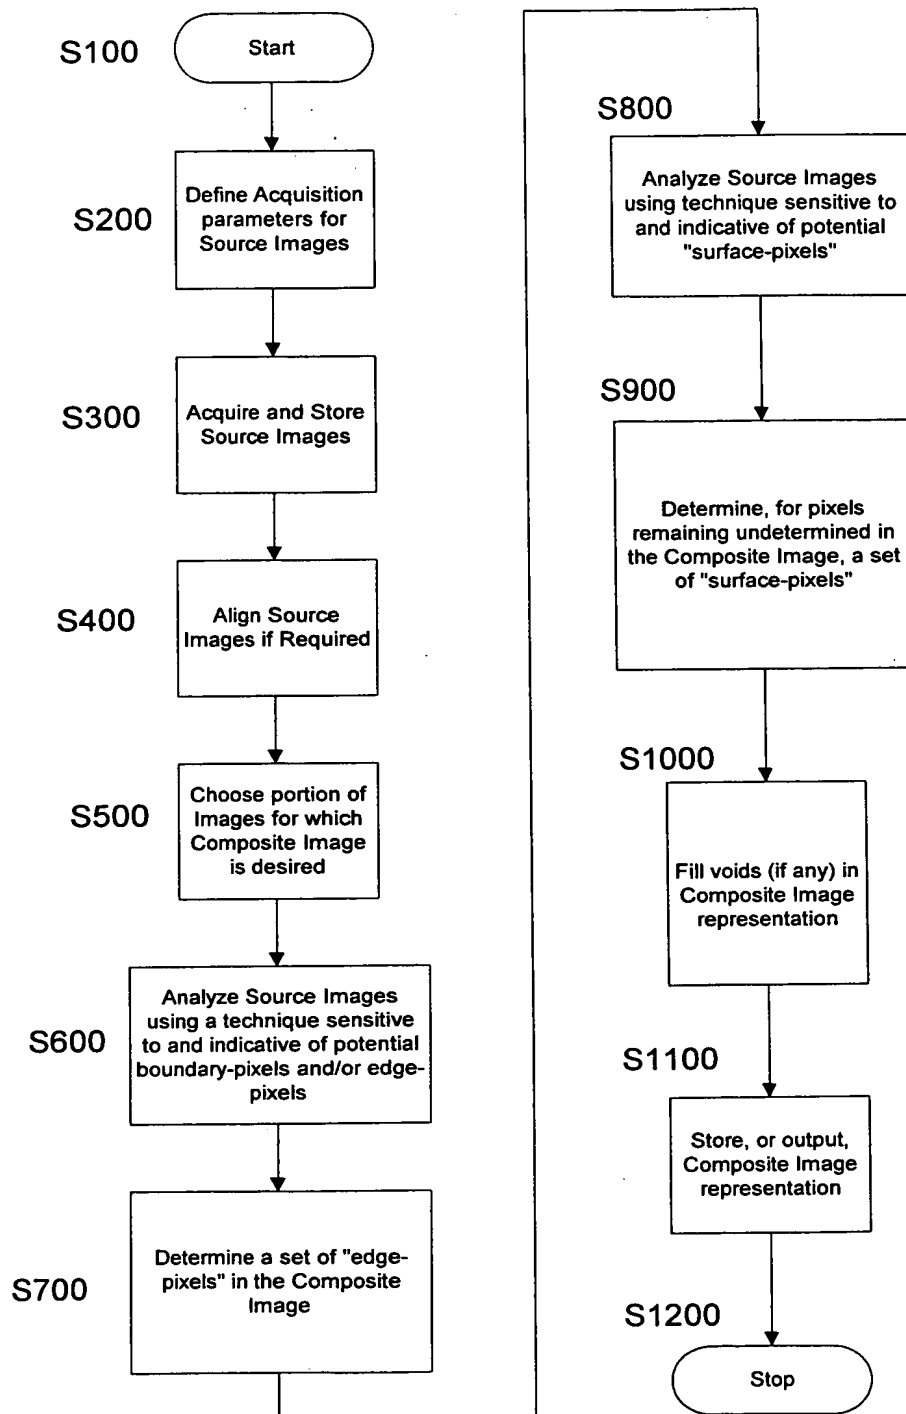 S100
Start
S200
Define Acquisition
parameters for
Source Images
S300
Acquire and Store
Source Images
S400
Align Source
Images if Required
S500
Choose portion of
Images for which
Composite Image
is desired
S600
Analyze Source Images
using a technique sensitive
to and indicative of potential
boundary-pixels and/or edge-
pixels
S700
Determine a set of "edge-
pixels" in the Composite
Image
S800
Analyze Source Images
using technique sensitive to
and indicative of potential
"surface-pixels"
S900
Determine, for pixels
remaining undetermined in
the Composite Image, a set
of "surface-pixels"
S1000
Fill voids (if any) in
Composite Image
representation
S1100
Store, or output,
Composite Image
representation
S1200
Stop